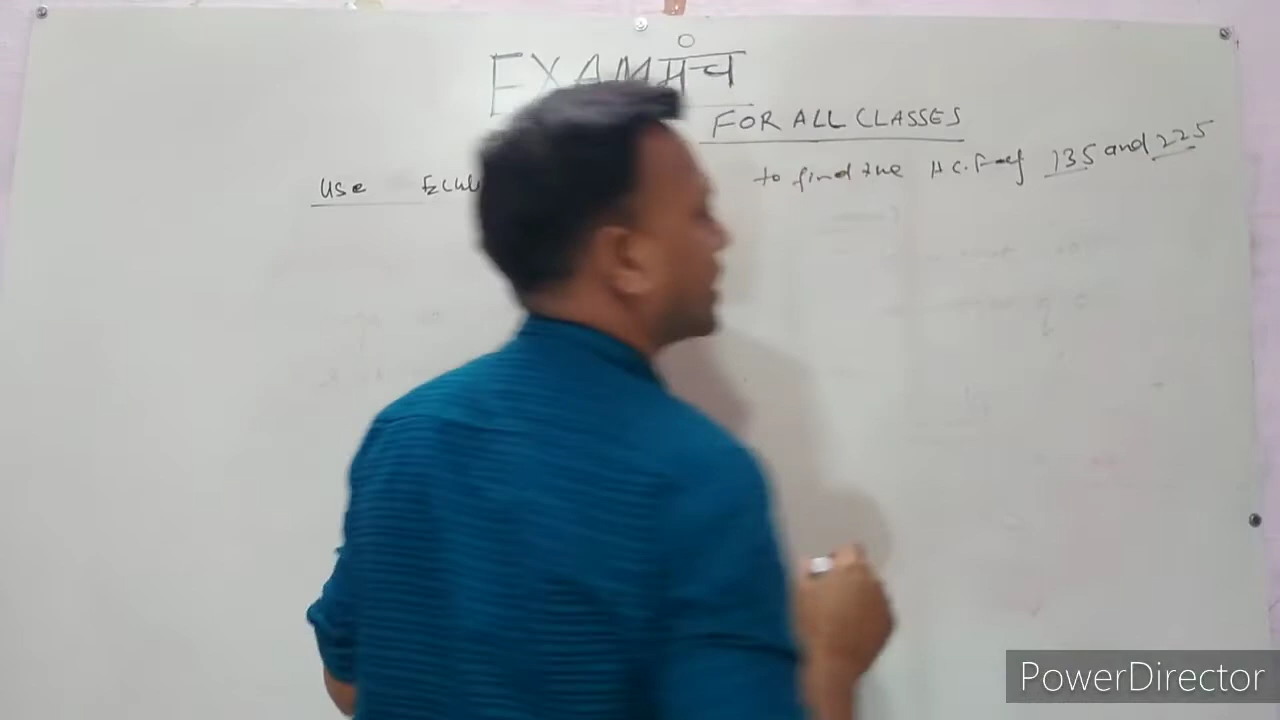 EXAMमंच
FOR ALL CLASSES
use to find the H.C.F of 135 and 225
PowerDirector